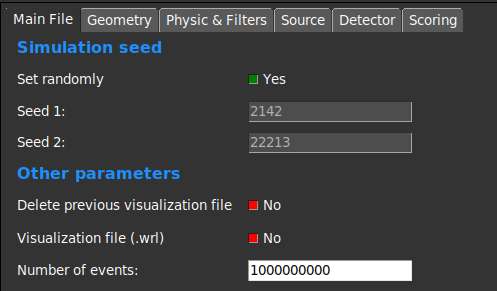 Main File Geometry Physic & Filters Source Detector Scoring
Simulation seed
Set randomly Yes
Seed 1: 2142
Seed 2: 22213
Other parameters
Delete previous visualization file No
Visualization file (.wrl) No
Number of events: 1000000000